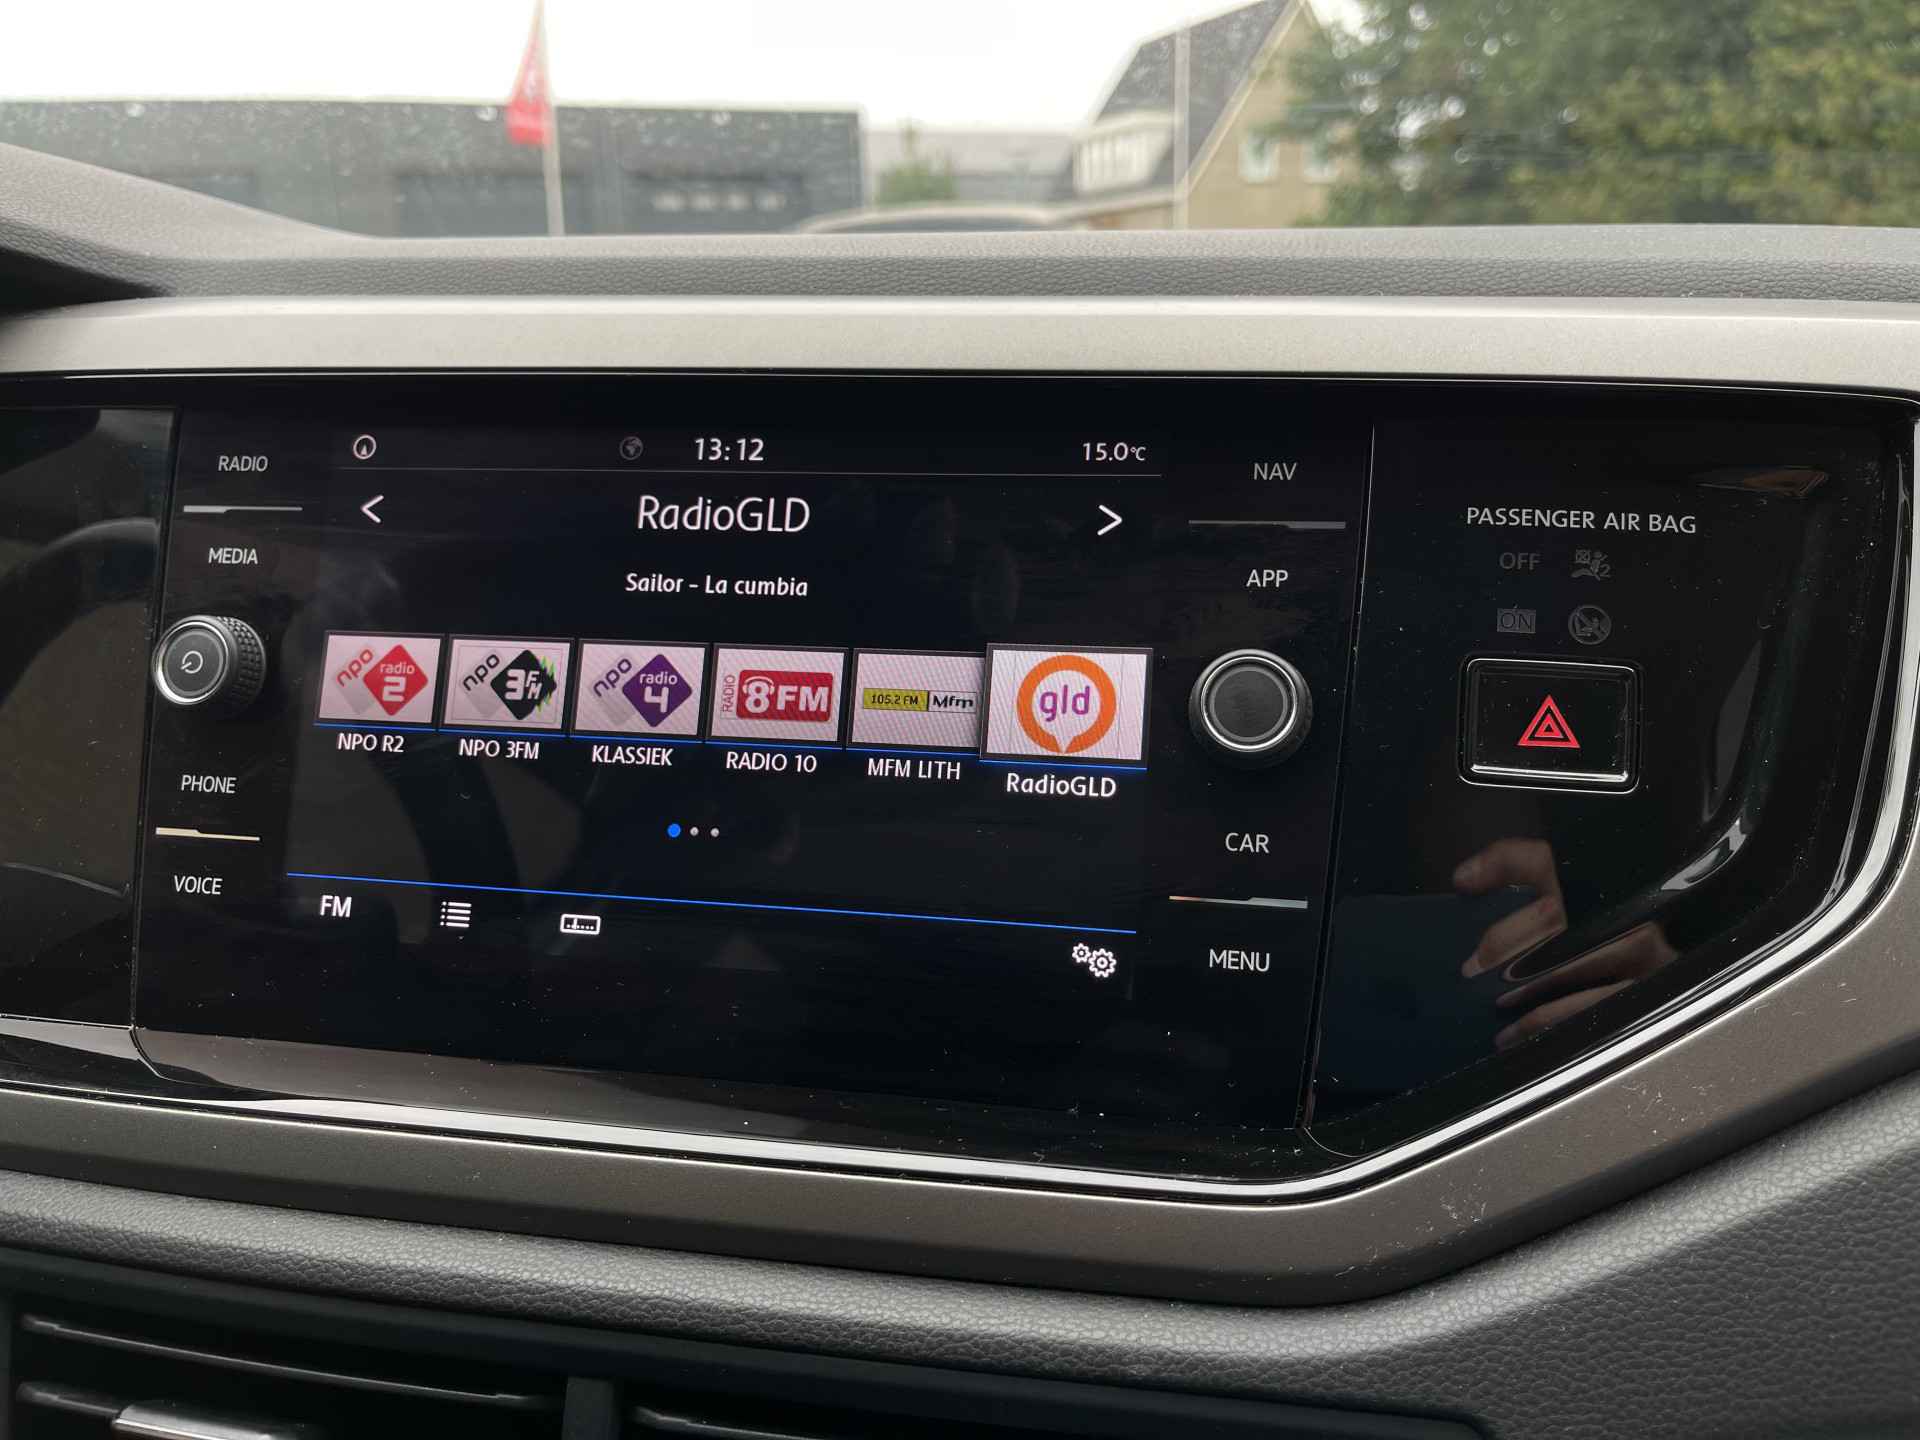 RADIO
MEDIA
PHONE
VOICE
13:12
15.0°C
RadioGLD
Sailor - La cumbia
npo radio 2
npo 3FM
npo radio 4
RADIO 8FM
105.2 FM Mfm
gld
NPO R2
NPO 3FM
KLASSIEK
RADIO 10
MFM LITH
RadioGLD
FM
NAV
APP
CAR
MENU
PASSENGER AIR BAG
OFF
2
ON